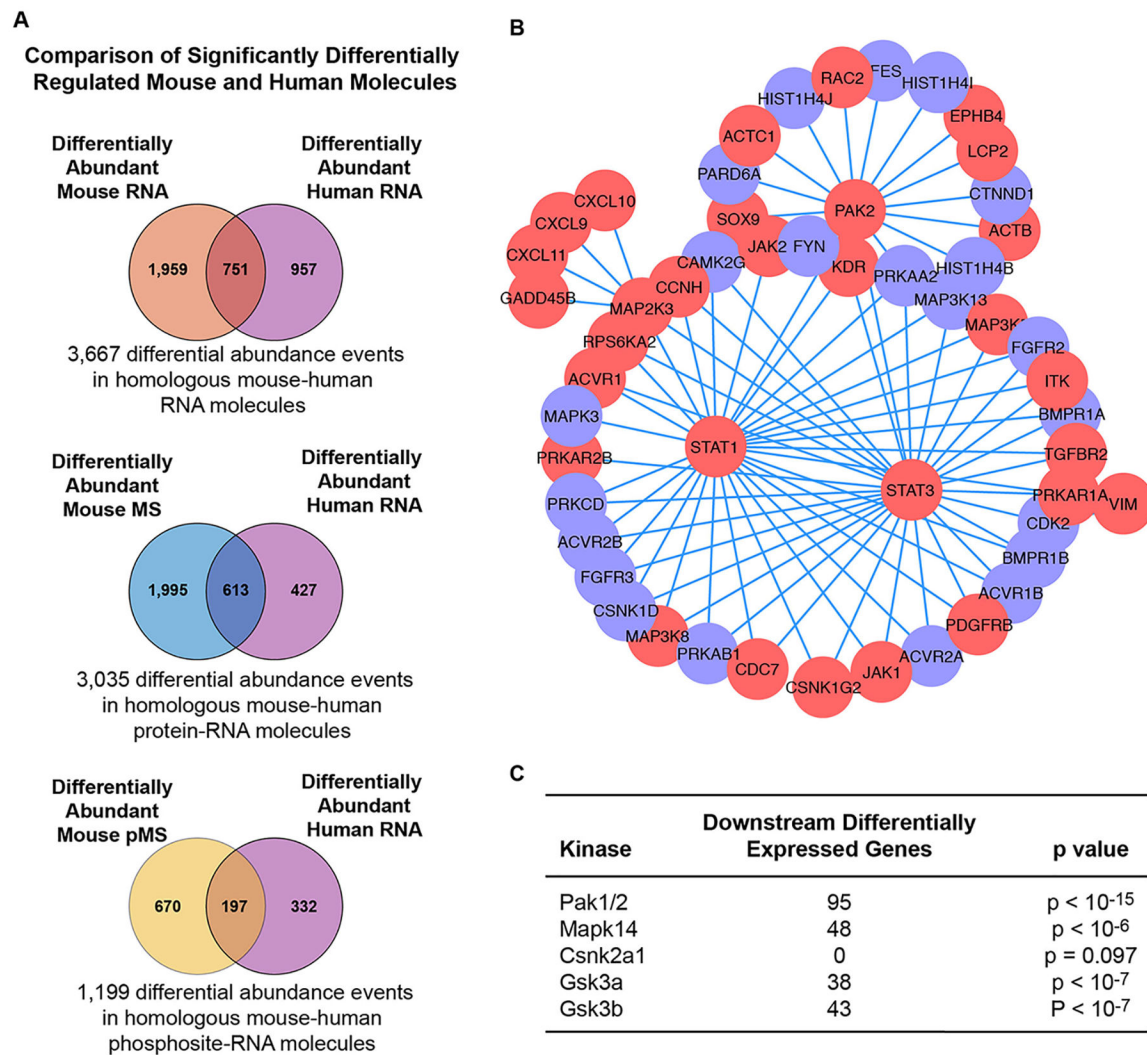 A
Comparison of Significantly Differentially
Regulated Mouse and Human Molecules
Differentially
Abundant
Mouse RNA
Differentially
Abundant
Human RNA
1,959
751
957
3,667 differential abundance events
in homologous mouse-human
RNA molecules
Differentially
Abundant
Mouse MS
Differentially
Abundant
Human RNA
1,995
613
427
3,035 differential abundance events
in homologous mouse-human
protein-RNA molecules
Differentially
Abundant
Mouse pMS
Differentially
Abundant
Human RNA
670
197
332
1,199 differential abundance events
in homologous mouse-human
phosphosite-RNA molecules
B
RAC2
FES
HIST1H4J
HIST1H4I
EPHB4
ACTC1
LCP2
PARD6A
CTNND1
CXCL10
PAK2
SOX9
CXCL9
ACTB
JAK2
FYN
CXCL11
CAMK2G
KDR
PRKAA2
HIST1H4B
CCNH
GADD45B
MAP2K3
MAP3K13
RPS6KA2
FGFR2
ACVR1
ITK
MAPK3
BMPR1A
STAT1
TGFBR2
PRKAR2B
STAT3
PRKAR1A
VIM
PRKCD
CDK2
ACVR2B
BMPR1B
FGFR3
ACVR1B
CSNK1D
PDGFRB
MAP3K8
PRKAB1
ACVR2A
CDC7
JAK1
CSNK1G2
C
Kinase Downstream Differentially Expressed Genes p value
Pak1/2 95 p < 10-15
Mapk14 48 p < 10-6
Csnk2a1 0 p = 0.097
Gsk3a 38 p < 10-7
Gsk3b 43 P < 10-7